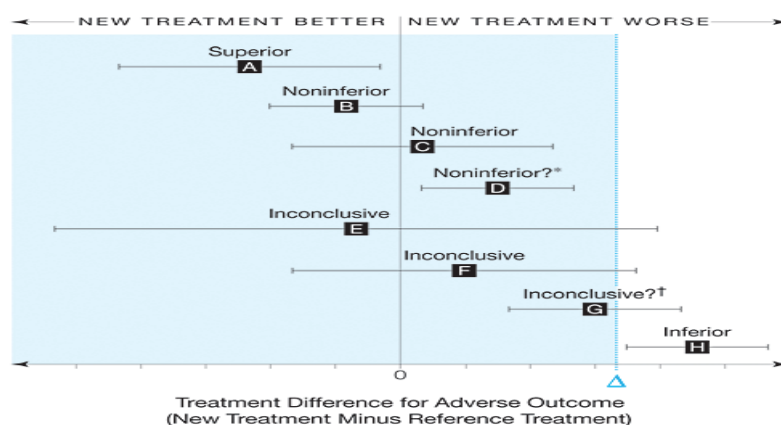 NEW TREATMENT BETTER NEW TREATMENT WORSE
Superior
A
Noninferior
B
Noninferior
C
Noninferior?*
D
Inconclusive
E
Inconclusive
F
Inconclusive?†
G
Inferior
H
0
Δ
Treatment Difference for Adverse Outcome
(New Treatment Minus Reference Treatment)